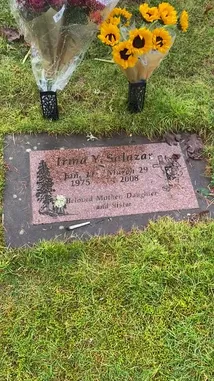 Irma Y. Salazar
Jan. 17 March 29
1975 2008
Beloved Mother, Daughter
and Sister